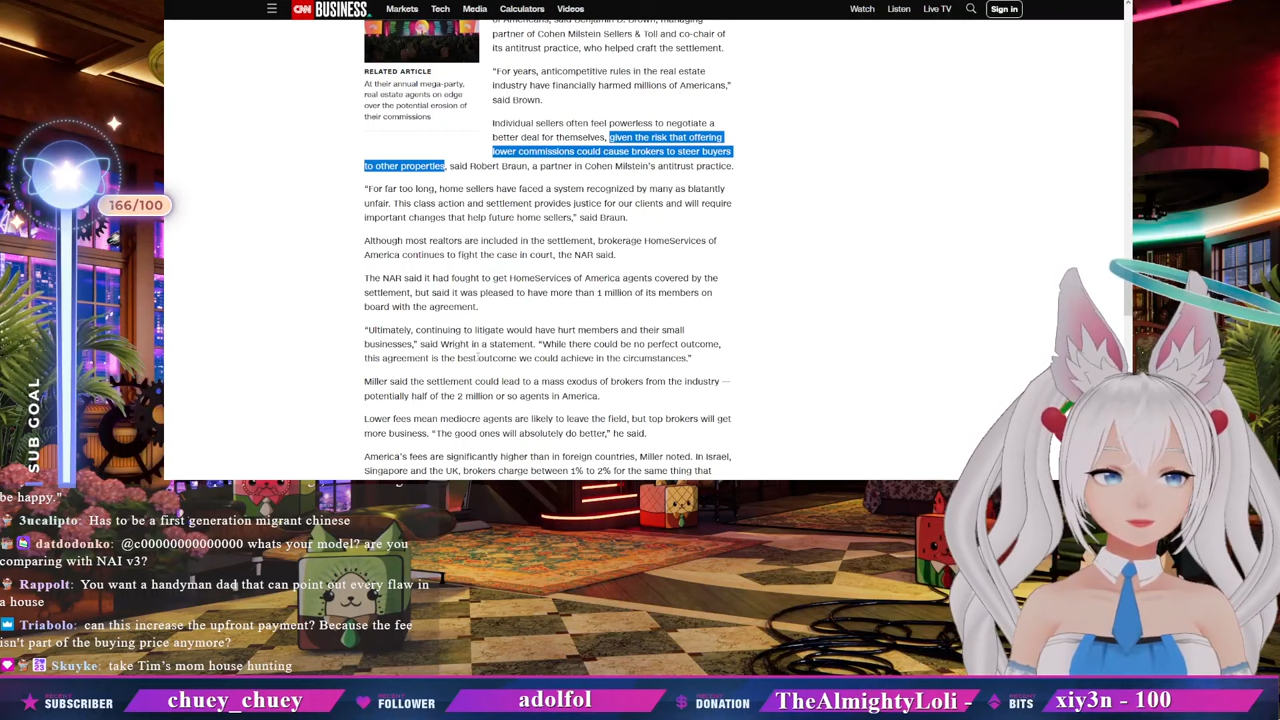 CNN BUSINESS
Markets Tech Media Calculators Videos
Watch Listen Live TV Sign in
of Americans, said Benjamin D. Brown, managing
partner of Cohen Milstein Sellers & Toll and co-chair of
its antitrust practice, who helped craft the settlement.
RELATED ARTICLE
At their annual mega-party,
real estate agents on edge
over the potential erosion of
their commissions
“For years, anticompetitive rules in the real estate
industry have financially harmed millions of Americans,”
said Brown.
Individual sellers often feel powerless to negotiate a
better deal for themselves, given the risk that offering
lower commissions could cause brokers to steer buyers
to other properties, said Robert Braun, a partner in Cohen Milstein’s antitrust practice.
“For far too long, home sellers have faced a system recognized by many as blatantly
unfair. This class action and settlement provides justice for our clients and will require
important changes that help future home sellers,” said Braun.
Although most realtors are included in the settlement, brokerage HomeServices of
America continues to fight the case in court, the NAR said.
The NAR said it had fought to get HomeServices of America agents covered by the
settlement, but said it was pleased to have more than 1 million of its members on
board with the agreement.
“Ultimately, continuing to litigate would have hurt members and their small
businesses,” said Wright in a statement. “While there could be no perfect outcome,
this agreement is the best outcome we could achieve in the circumstances.”
Miller said the settlement could lead to a mass exodus of brokers from the industry —
potentially half of the 2 million or so agents in America.
Lower fees mean mediocre agents are likely to leave the field, but top brokers will get
more business. “The good ones will absolutely do better,” he said.
America’s fees are significantly higher than in foreign countries, Miller noted. In Israel,
Singapore and the UK, brokers charge between 1% to 2% for the same thing that
166/100
SUB GOAL
be happy."
3ucalipto: Has to be a first generation migrant chinese
datdodonko: @c00000000000000 whats your model? are you
comparing with NAI v3?
Rappolt: You want a handyman dad that can point out every flaw in
a house
Tríabolo: can this increase the upfront payment? Because the fee
isn't part of the buying price anymore?
Skuyke: take Tim's mom house hunting
RECENT SUBSCRIBER chuey_chuey
RECENT FOLLOWER adolfol
RECENT DONATION TheAlmightyLoli -
RECENT BITS xiy3n - 100